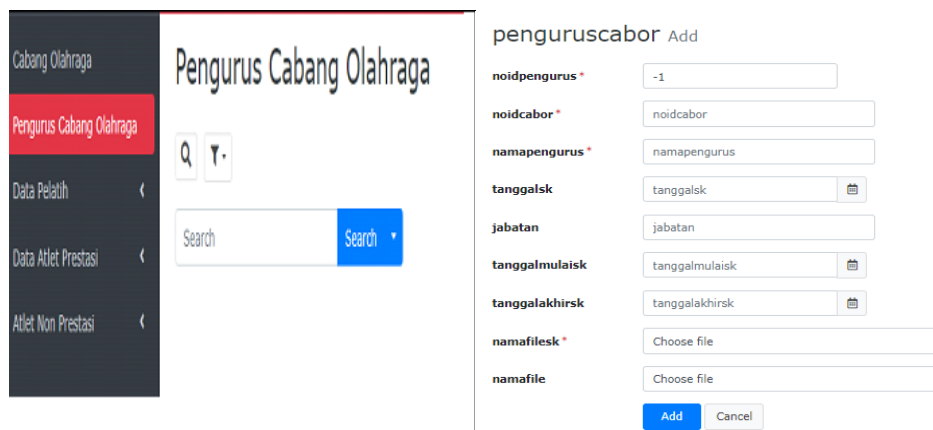 Cabang Olahraga
Pengurus Cabang Olahraga
Data Pelatih
Data Atlet Prestasi
Atlet Non Prestasi
Pengurus Cabang Olahraga
Search
Search
penguruscabor Add
noidpengurus * -1
noidcabor * noidcabor
namapengurus * namapengurus
tanggalsk tanggalsk
jabatan jabatan
tanggalmulaisk tanggalmulaisk
tanggalakhirsk tanggalakhirsk
namafilesk * Choose file
namafile Choose file
Add Cancel